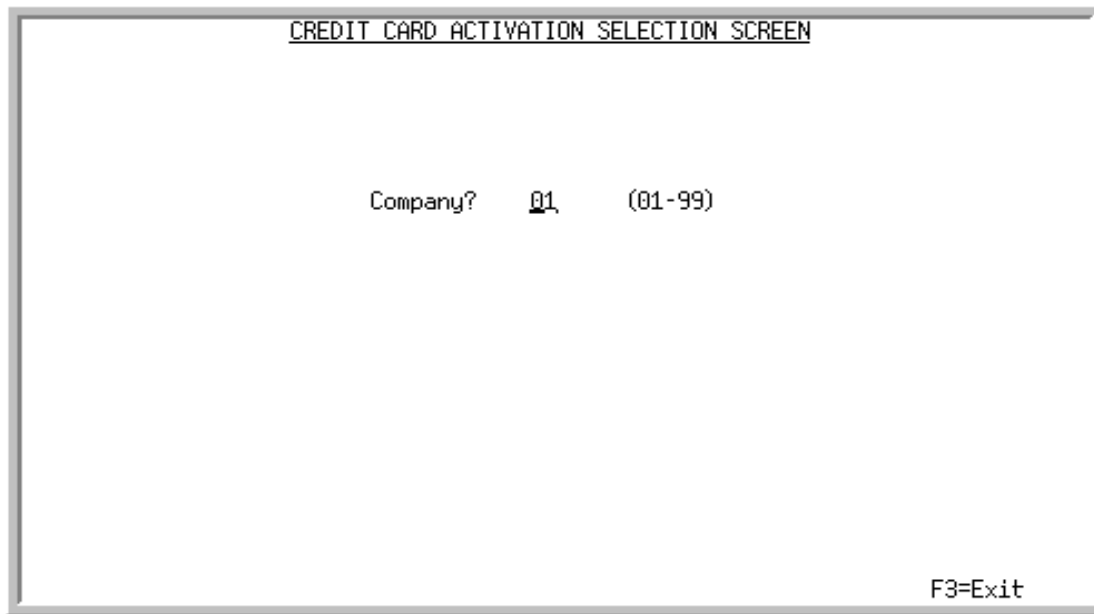 CREDIT CARD ACTIVATION SELECTION SCREEN
Company? 01 (01-99)
F3=Exit